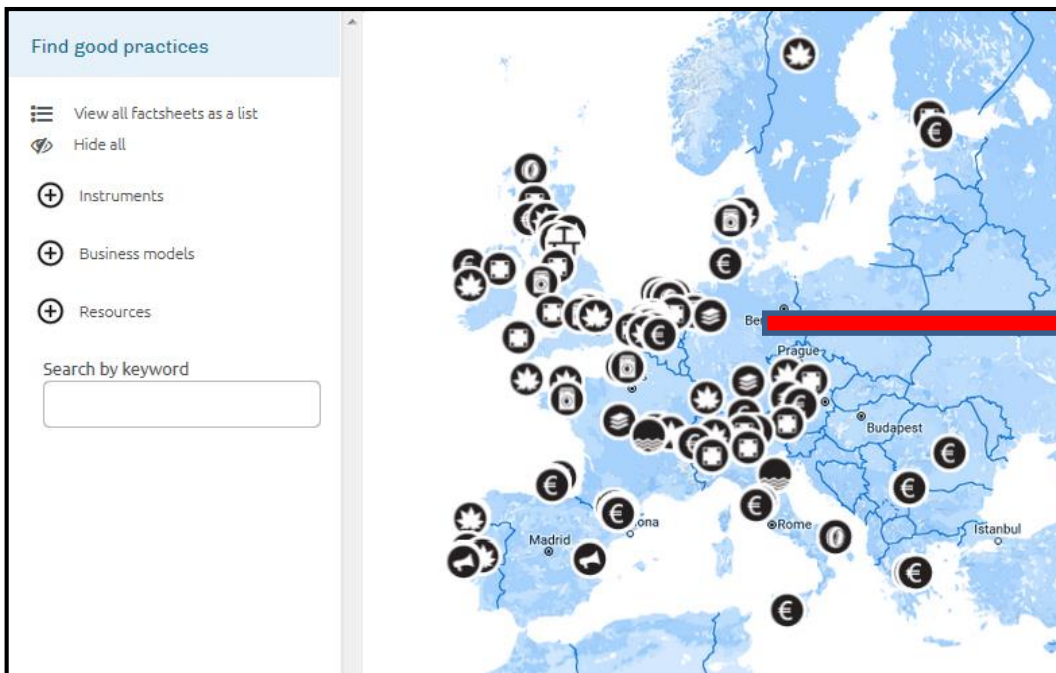 Find good practices
View all factsheets as a list
Hide all
Instruments
Business models
Resources
Search by keyword
Prague
Budapest
Istanbul
Rome
Madrid